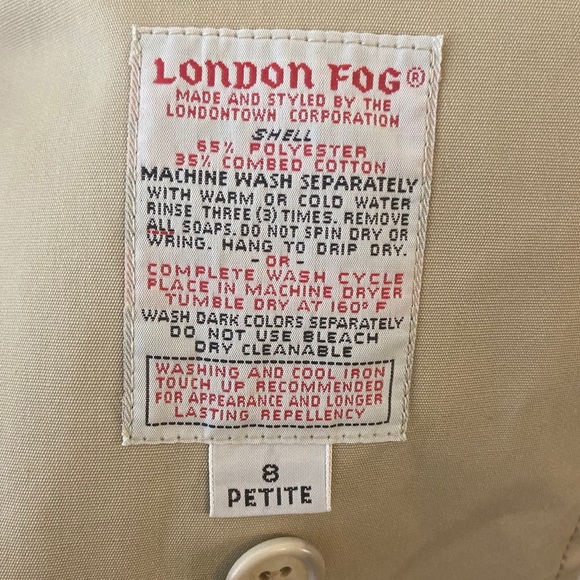 LONDON FOG®
MADE AND STYLED BY THE
LONDONTOWN CORPORATION
SHELL
65% POLYESTER
35% COMBED COTTON
MACHINE WASH SEPARATELY
WITH WARM OR COLD WATER
RINSE THREE (3) TIMES. REMOVE
ALL SOAPS. DO NOT SPIN DRY OR
WRING. HANG TO DRIP DRY.
- OR -
COMPLETE WASH CYCLE
PLACE IN MACHINE DRYER
TUMBLE DRY AT 160° F
WASH DARK COLORS SEPARATELY
DO NOT USE BLEACH
DRY CLEANABLE
WASHING AND COOL IRON
TOUCH UP RECOMMENDED
FOR APPEARANCE AND LONGER
LASTING REPELLENCY
8
PETITE